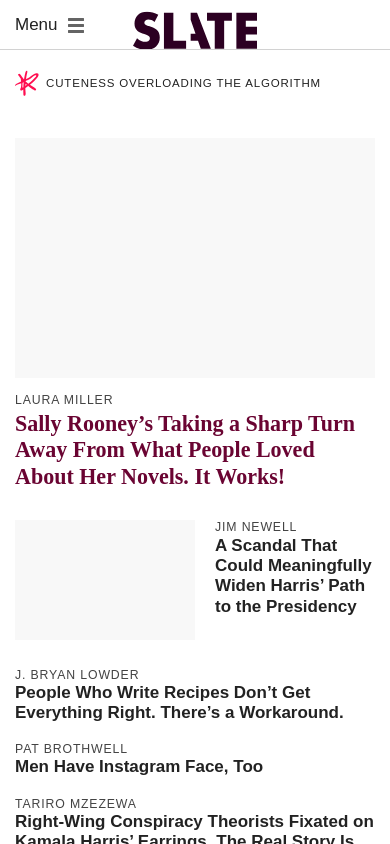 Menu
SLATE
CUTENESS OVERLOADING THE ALGORITHM
LAURA MILLER
Sally Rooney’s Taking a Sharp Turn
Away From What People Loved
About Her Novels. It Works!
JIM NEWELL
A Scandal That
Could Meaningfully
Widen Harris’ Path
to the Presidency
J. BRYAN LOWDER
People Who Write Recipes Don’t Get
Everything Right. There’s a Workaround.
PAT BROTHWELL
Men Have Instagram Face, Too
TARIRO MZEZEWA
Right-Wing Conspiracy Theorists Fixated on
Kamala Harris’ Earrings. The Real Story Is